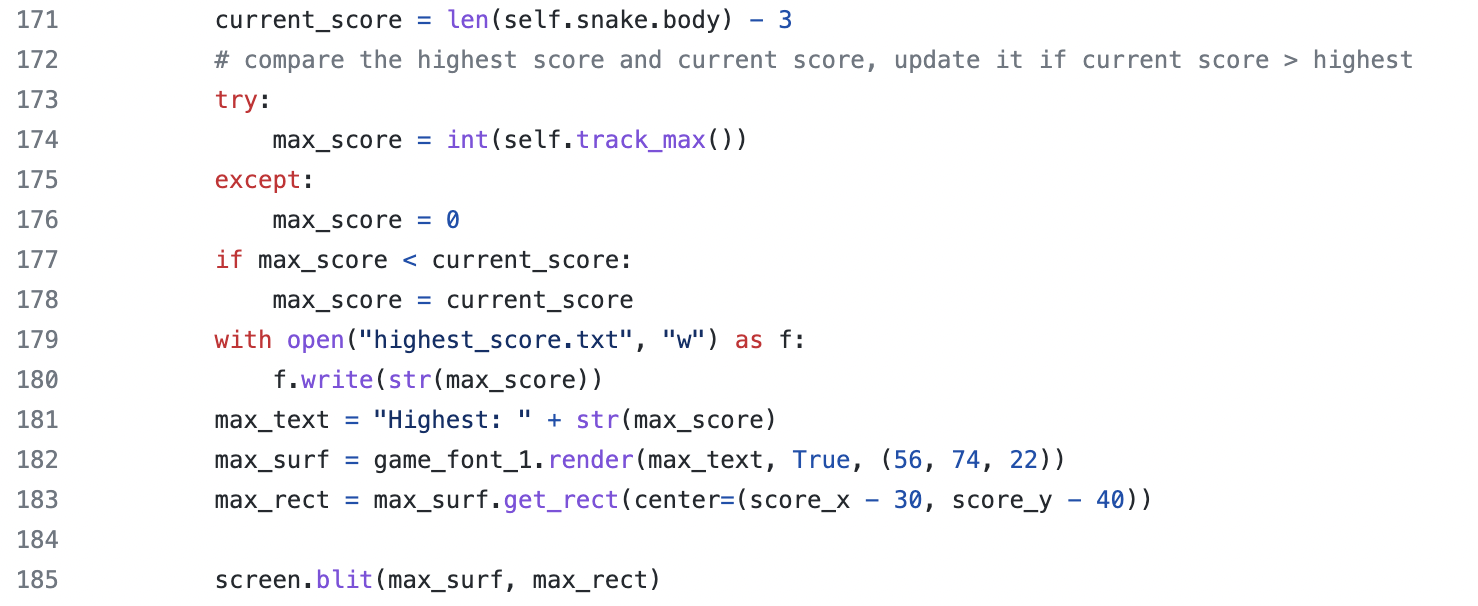 171 current_score = len(self.snake.body) - 3
172 # compare the highest score and current score, update it if current score > highest
173 try:
174     max_score = int(self.track_max())
175 except:
176     max_score = 0
177 if max_score < current_score:
178     max_score = current_score
179 with open("highest_score.txt", "w") as f:
180     f.write(str(max_score))
181 max_text = "Highest: " + str(max_score)
182 max_surf = game_font_1.render(max_text, True, (56, 74, 22))
183 max_rect = max_surf.get_rect(center=(score_x - 30, score_y - 40))
184
185 screen.blit(max_surf, max_rect)